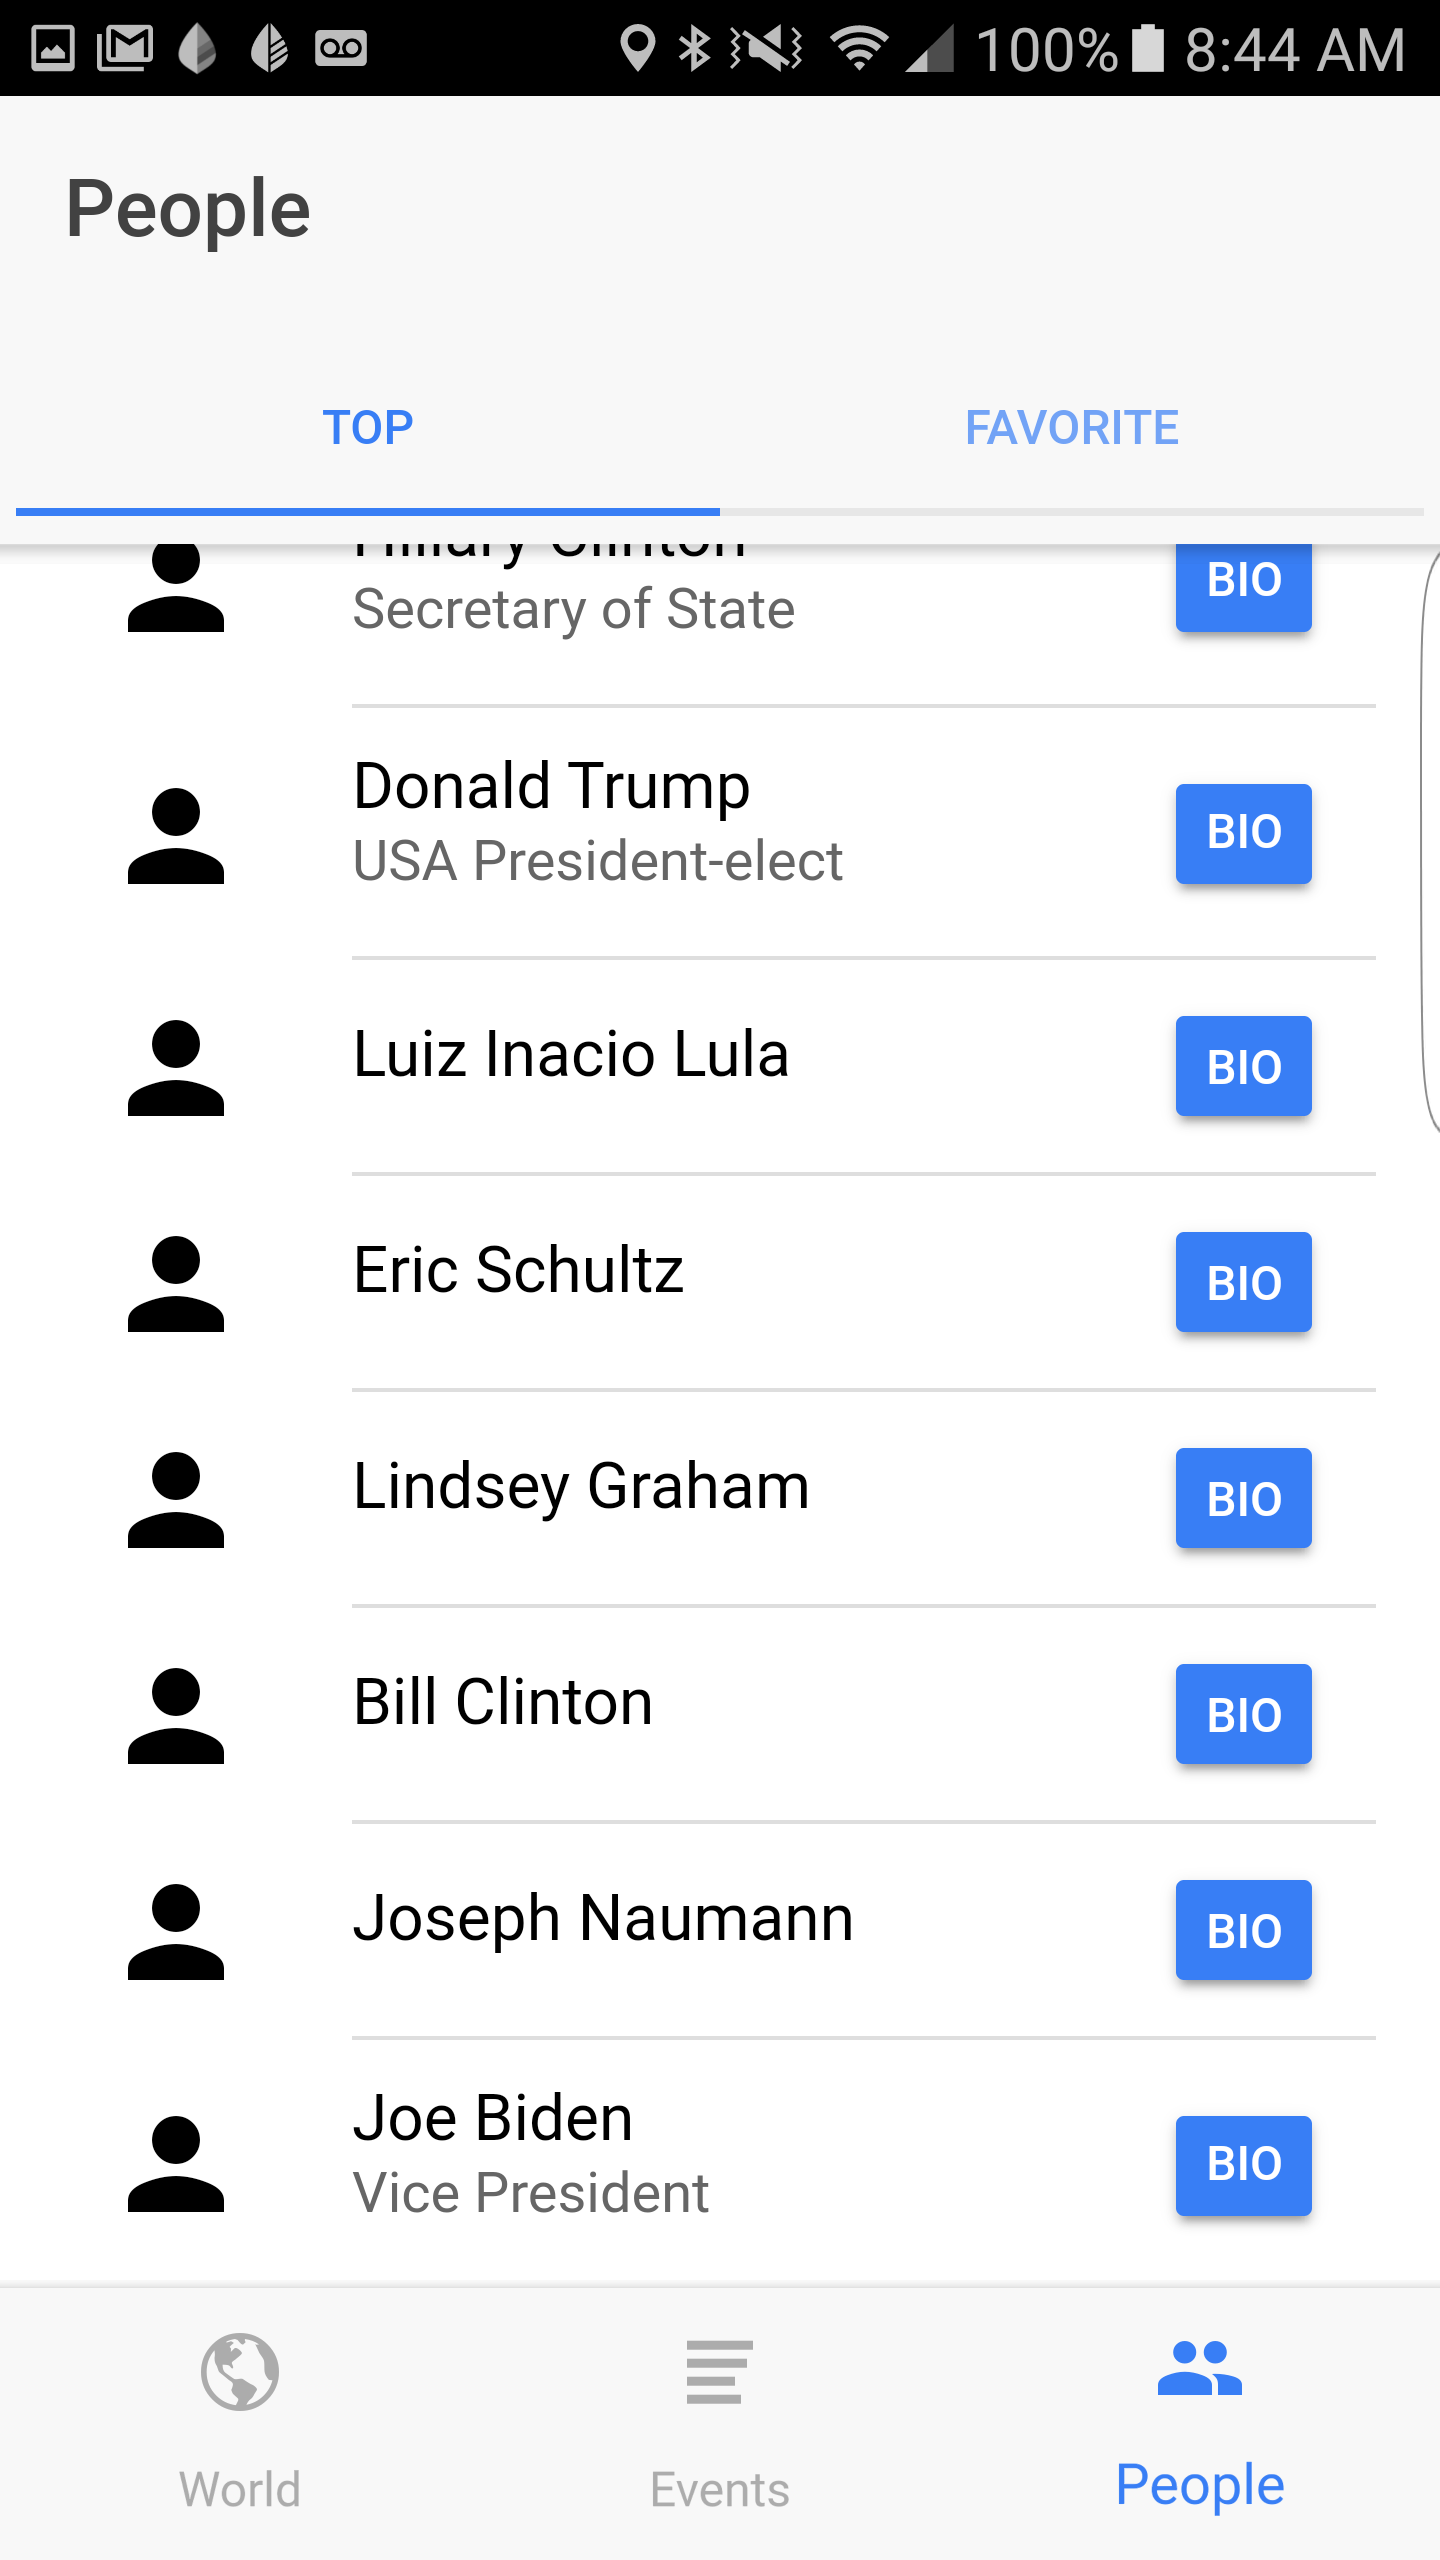 100% 8:44 AM
People
TOP FAVORITE
Hillary Clinton
Secretary of State
BIO
Donald Trump
USA President-elect
BIO
Luiz Inacio Lula
BIO
Eric Schultz
BIO
Lindsey Graham
BIO
Bill Clinton
BIO
Joseph Naumann
BIO
Joe Biden
Vice President
BIO
World Events People